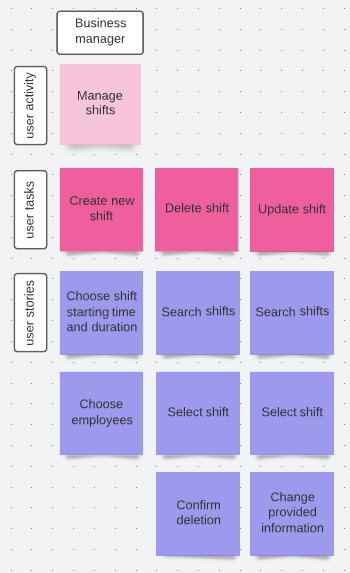 Business
manager
user activity
Manage
shifts
user tasks
Create new
shift
Delete shift
Update shift
user stories
Choose shift
starting time
and duration
Search shifts
Search shifts
Choose
employees
Select shift
Select shift
Confirm
deletion
Change
provided
information